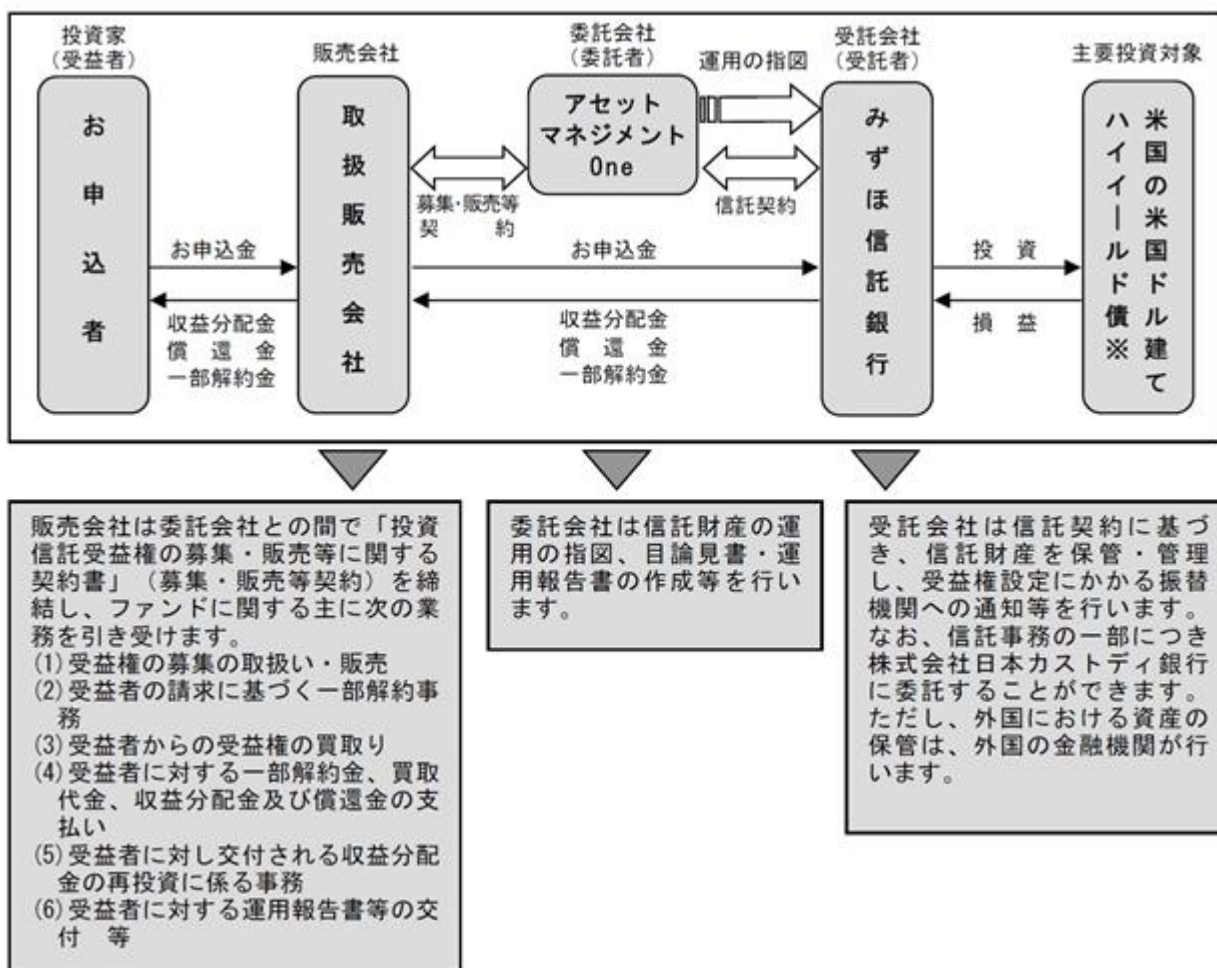 投資家
(受益者)
お申込者
販売会社
取扱販売会社
委託会社
(委託者)
アセット
マネジメント
One
運用の指図
受託会社
(受託者)
みずほ信託銀行
主要投資対象
米国の米国ドル建て
ハイイールド債※
募集・販売等
契 約
信託契約
お申込金
収益分配金
償 還 金
一部解約金
お申込金
収益分配金
償 還 金
一部解約金
投 資
損 益
販売会社は委託会社との間で「投資
信託受益権の募集・販売等に関する
契約書」(募集・販売等契約)を締
結し、ファンドに関する主に次の業
務を引き受けます。
(1)受益権の募集の取扱い・販売
(2)受益者の請求に基づく一部解約事
務
(3)受益者からの受益権の買取り
(4)受益者に対する一部解約金、買取
代金、収益分配金及び償還金の支
払い
(5)受益者に対し交付される収益分配
金の再投資に係る事務
(6)受益者に対する運用報告書等の交
付 等
委託会社は信託財産の運
用の指図、目論見書・運
用報告書の作成等を行い
ます。
受託会社は信託契約に基づ
き、信託財産を保管・管理
し、受益権設定にかかる振替
機関への通知等を行います。
なお、信託事務の一部につき
株式会社日本カストディ銀行
に委託することができます。
ただし、外国における資産の
保管は、外国の金融機関が行
います。